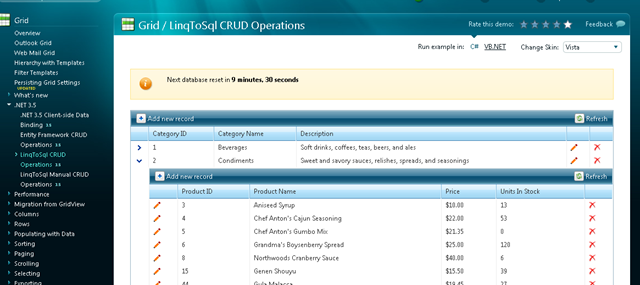 Grid
Overview
Outlook Grid
Web Mail Grid
Hierarchy with Templates
Filter Templates
Persisting Grid Settings
UPDATED
What's new
.NET 3.5
.NET 3.5 Client-side Data
Binding 3.5
Entity Framework CRUD
Operations 3.5
LinqToSql CRUD
Operations 3.5
LinqToSql Manual CRUD
Operations 3.5
Performance
Migration from GridView
Columns
Rows
Populating with Data
Sorting
Paging
Scrolling
Selecting
Exporting
Grid / LinqToSql CRUD Operations
Rate this demo:
Feedback
Run example in: C# VB.NET Change Skin: Vista
Next database reset in 9 minutes, 30 seconds
Add new record Refresh
Category ID Category Name Description
1 Beverages Soft drinks, coffees, teas, beers, and ales
2 Condiments Sweet and savory sauces, relishes, spreads, and seasonings
Add new record Refresh
Product ID Product Name Price Units In Stock
3 Aniseed Syrup $10.00 13
4 Chef Anton's Cajun Seasoning $22.00 53
5 Chef Anton's Gumbo Mix $21.35 0
6 Grandma's Boysenberry Spread $25.00 120
8 Northwoods Cranberry Sauce $40.00 6
15 Genen Shouyu $15.50 39
44 Gula Malacca $19.45 27